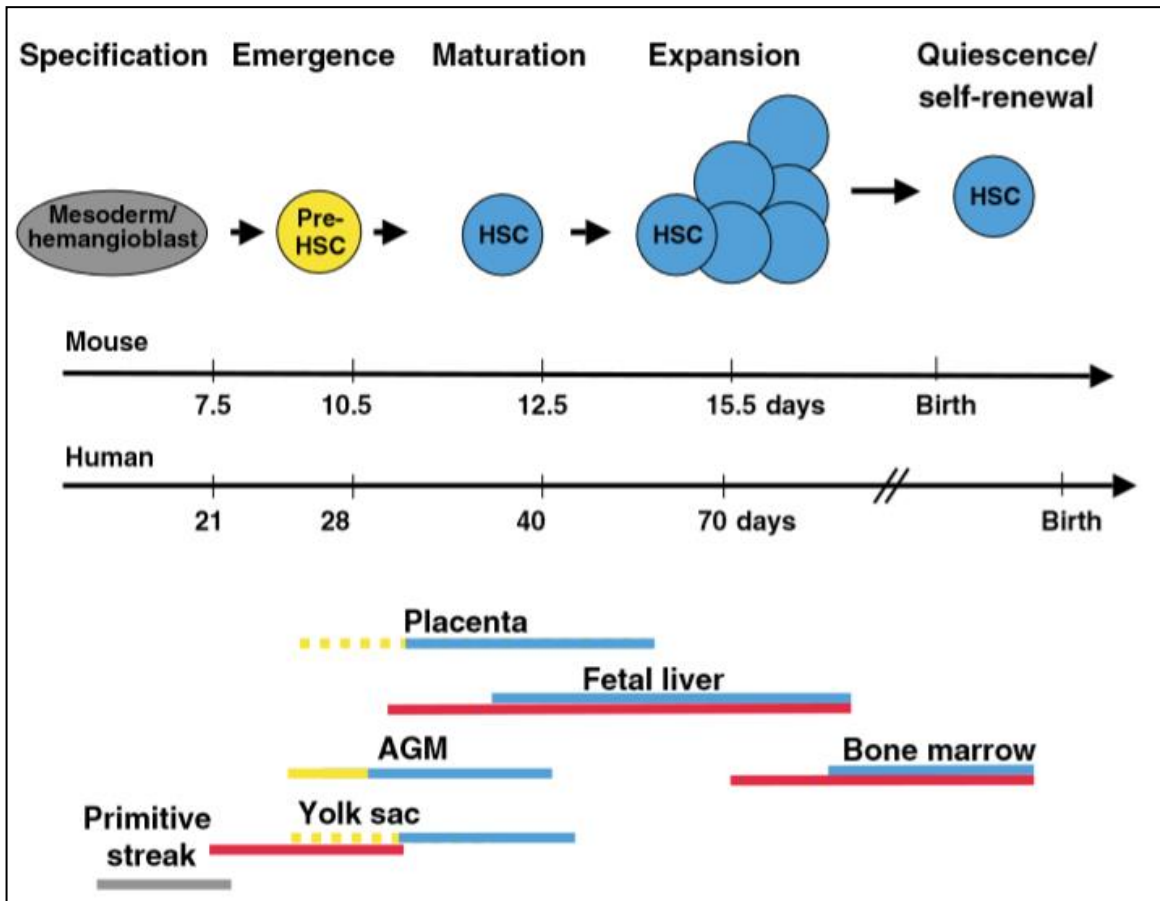 Specification Emergence Maturation Expansion Quiescence/
self-renewal
Mesoderm/
hemangioblast
Pre-
HSC
HSC
HSC
HSC
Mouse
7.5 10.5 12.5 15.5 days Birth
Human
21 28 40 70 days Birth
Placenta
Fetal liver
AGM
Bone marrow
Yolk sac
Primitive
streak